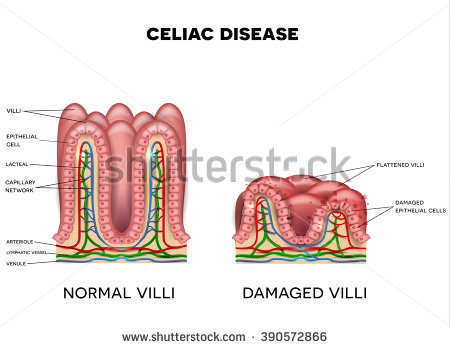 CELIAC DISEASE
VILLI
EPITHELIAL
CELL
LACTEAL
CAPILLARY
NETWORK
ARTERIOLE
LYMPHATIC VESSEL
VENULE
FLATTENED VILLI
DAMAGED
EPITHELIAL CELLS
shutterstock
NORMAL VILLI
DAMAGED VILLI
www.shutterstock.com · 390572866